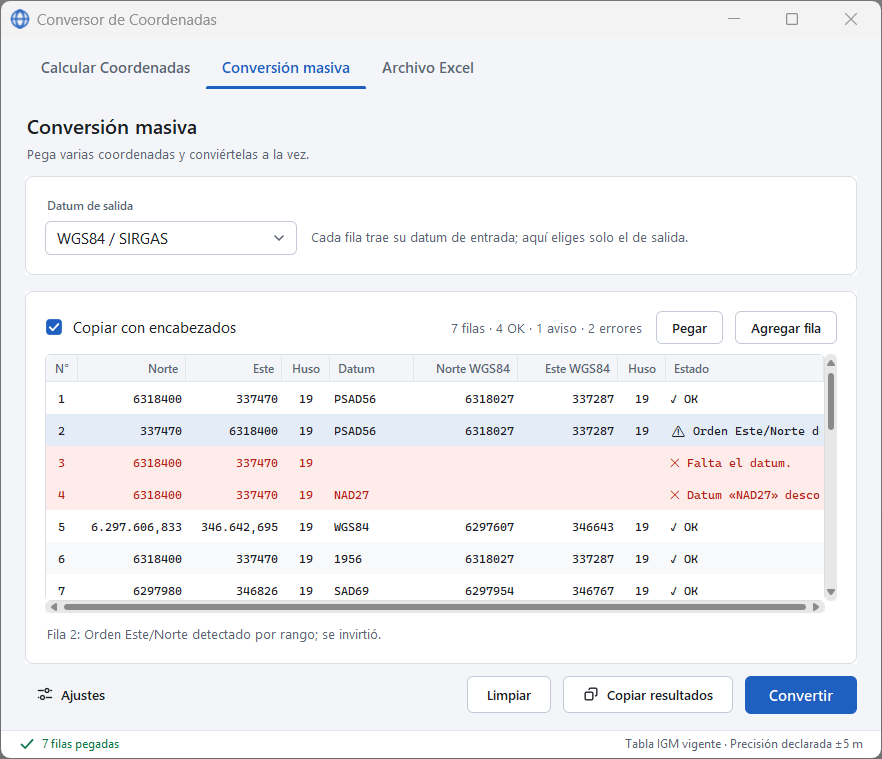 Conversor de Coordenadas
Calcular Coordenadas Conversión masiva Archivo Excel
Conversión masiva
Pega varias coordenadas y conviértelas a la vez.
Datum de salida
WGS84 / SIRGAS Cada fila trae su datum de entrada; aquí eliges solo el de salida.
Copiar con encabezados 7 filas · 4 OK · 1 aviso · 2 errores Pegar Agregar fila
N° Norte Este Huso Datum Norte WGS84 Este WGS84 Huso Estado
1 6318400 337470 19 PSAD56 6318027 337287 19 ✓ OK
2 337470 6318400 19 PSAD56 6318027 337287 19 ⚠ Orden Este/Norte d
3 6318400 337470 19 ✕ Falta el datum.
4 6318400 337470 19 NAD27 ✕ Datum «NAD27» desco
5 6.297.606,833 346.642,695 19 WGS84 6297607 346643 19 ✓ OK
6 6318400 337470 19 1956 6318027 337287 19 ✓ OK
7 6297980 346826 19 SAD69 6297954 346767 19 ✓ OK
Fila 2: Orden Este/Norte detectado por rango; se invirtió.
Ajustes Limpiar Copiar resultados Convertir
7 filas pegadas Tabla IGM vigente · Precisión declarada ±5 m